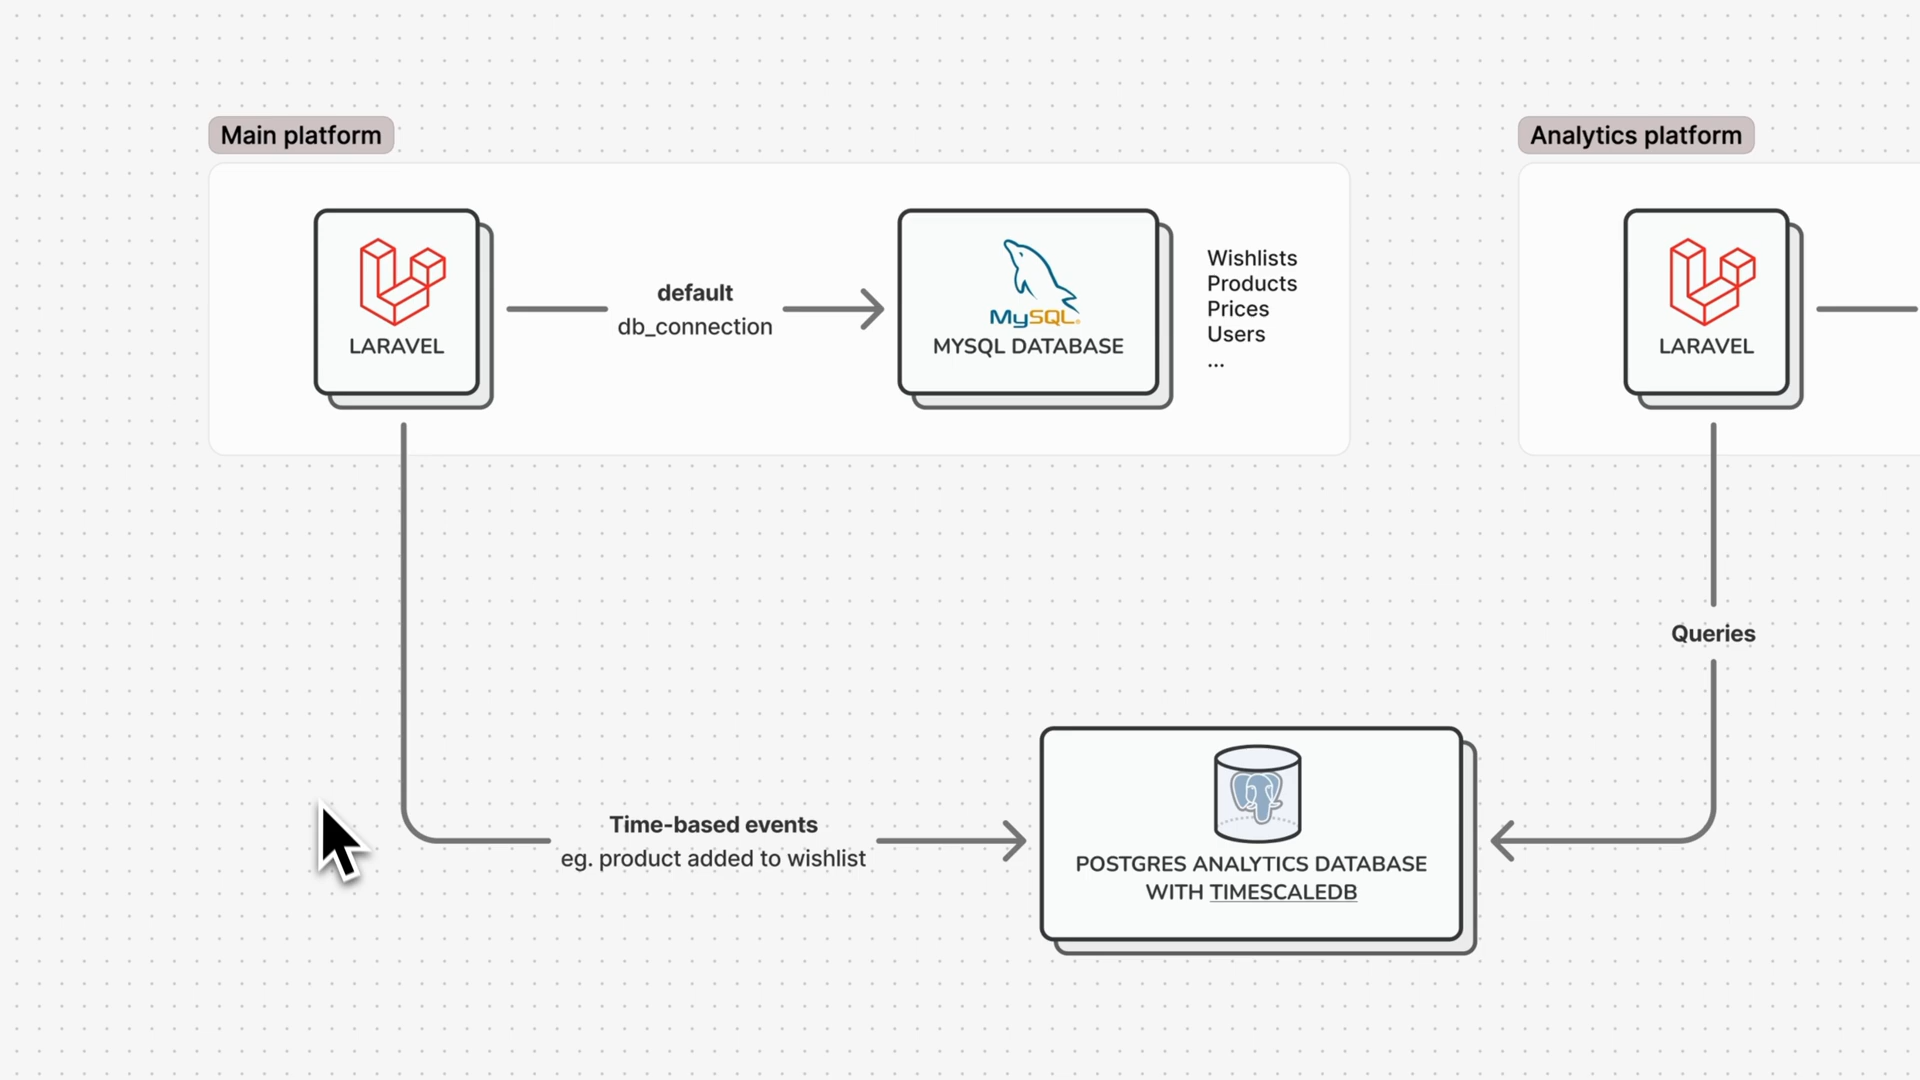 Main platform
Analytics platform
LARAVEL
default
db_connection
MySQL®
MYSQL DATABASE
Wishlists
Products
Prices
Users
...
LARAVEL
Queries
Time-based events
eg. product added to wishlist
POSTGRES ANALYTICS DATABASE
WITH TIMESCALEDB